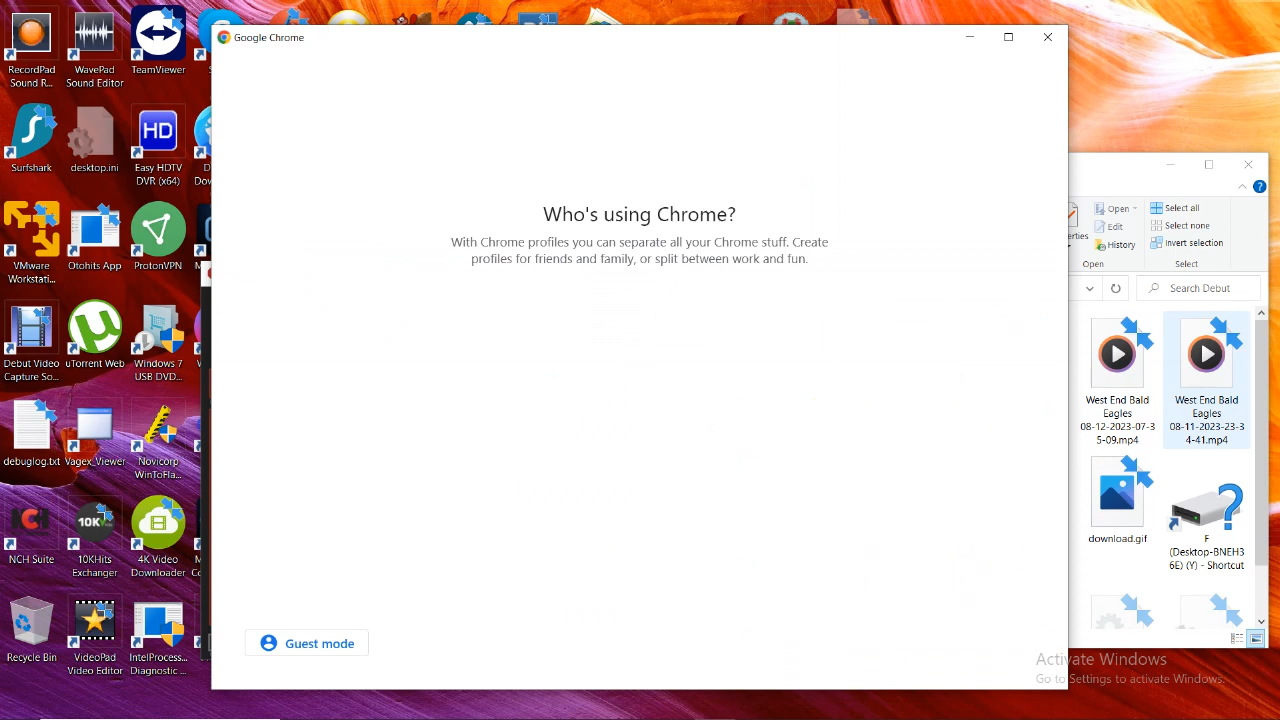 RecordPad
Sound R...
WavePad
Sound Editor
TeamViewer
Surfshark
desktop.ini
HD
Easy HDTV
DVR (x64)
VMware
Workstati...
Otohits App
ProtonVPN
Debut Video
Capture So...
uTorrent Web
Windows 7
USB DVD...
debuglog.txt
Vagex_Viewer
Novicorp
WinToFla...
NCH
NCH Suite
10K
10KHits
Exchanger
4K Video
Downloader
Recycle Bin
VideoPad
Video Editor
IntelProcess...
Diagnostic ...
Google Chrome
Who's using Chrome?
With Chrome profiles you can separate all your Chrome stuff. Create
profiles for friends and family, or split between work and fun.
Guest mode
Open
Edit
History
Open
Select all
Select none
Invert selection
Select
Search Debut
West End Bald
Eagles
08-12-2023-07-3
5-09.mp4
West End Bald
Eagles
08-11-2023-23-3
4-41.mp4
download.gif
F
(Desktop-BNEH3
6E) (Y) - Shortcut
Activate Windows
Go to Settings to activate Windows.